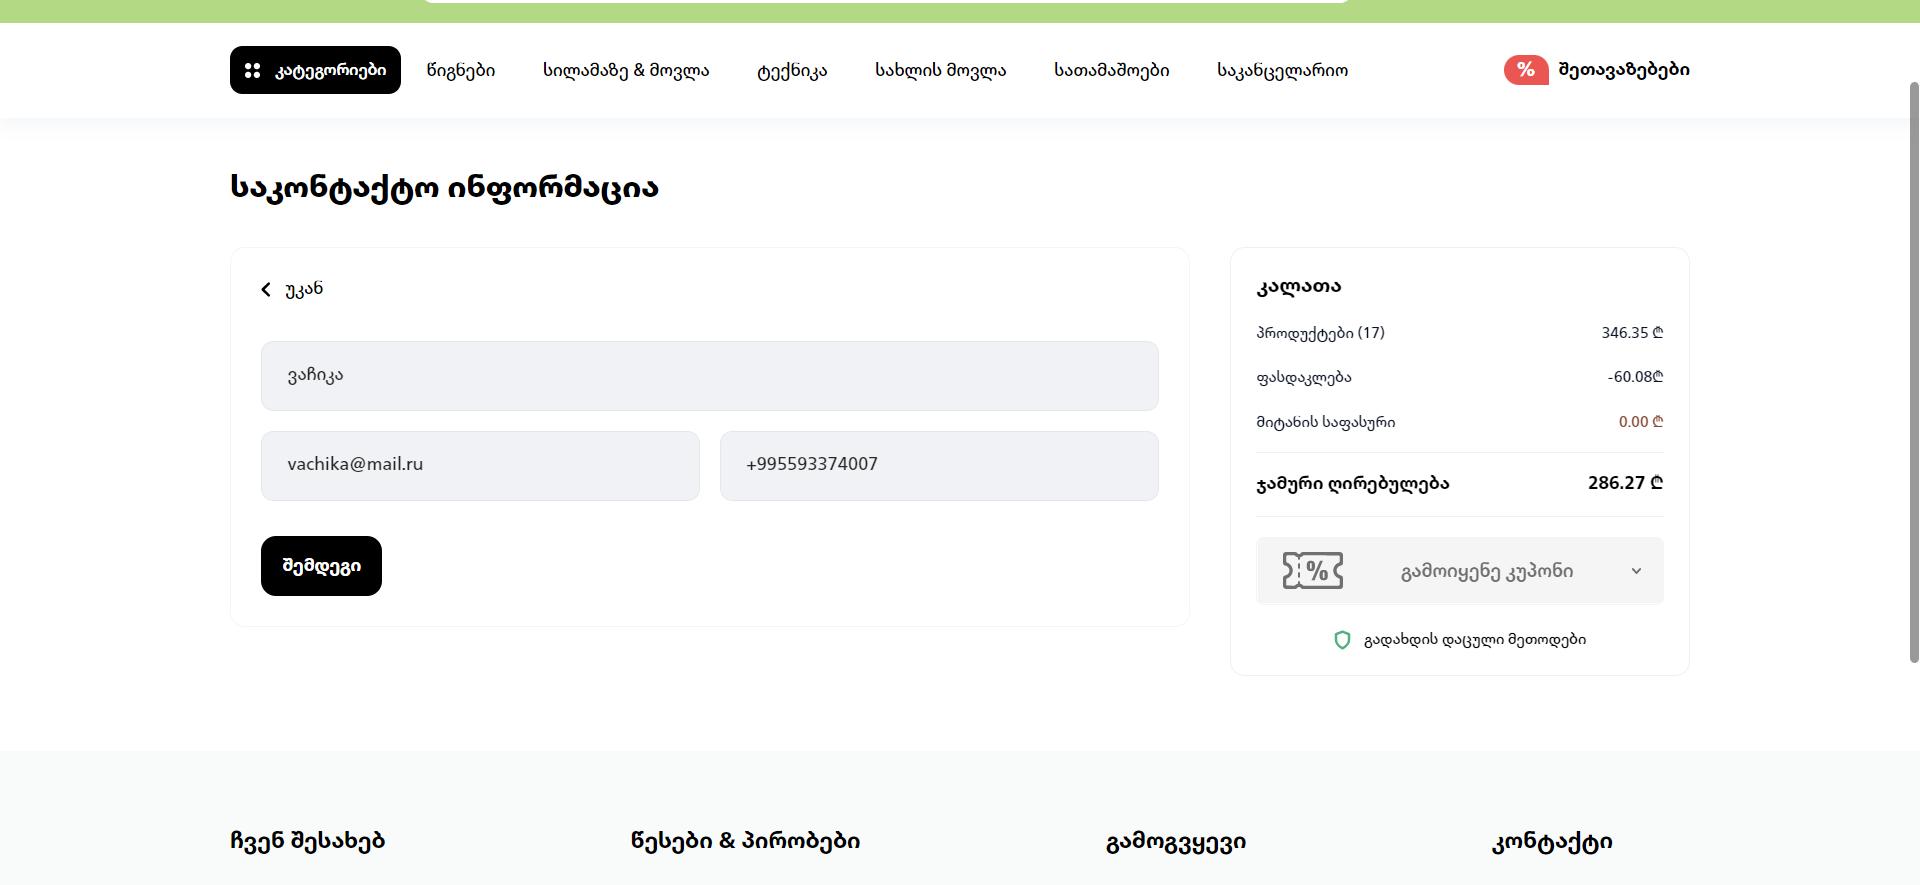 კატეგორიები წიგნები სილამაზე & მოვლა ტექნიკა სახლის მოვლა სათამაშოები საკანცელარიო % შეთავაზებები
საკონტაქტო ინფორმაცია
უკან
ვაჩიკა
vachika@mail.ru +995593374007
შემდეგი
კალათა
პროდუქტები (17) 346.35 ₾
ფასდაკლება -60.08₾
მიტანის საფასური 0.00 ₾
ჯამური ღირებულება 286.27 ₾
% გამოიყენე კუპონი
გადახდის დაცული მეთოდები
ჩვენ შესახებ წესები & პირობები გამოგვყევი კონტაქტი